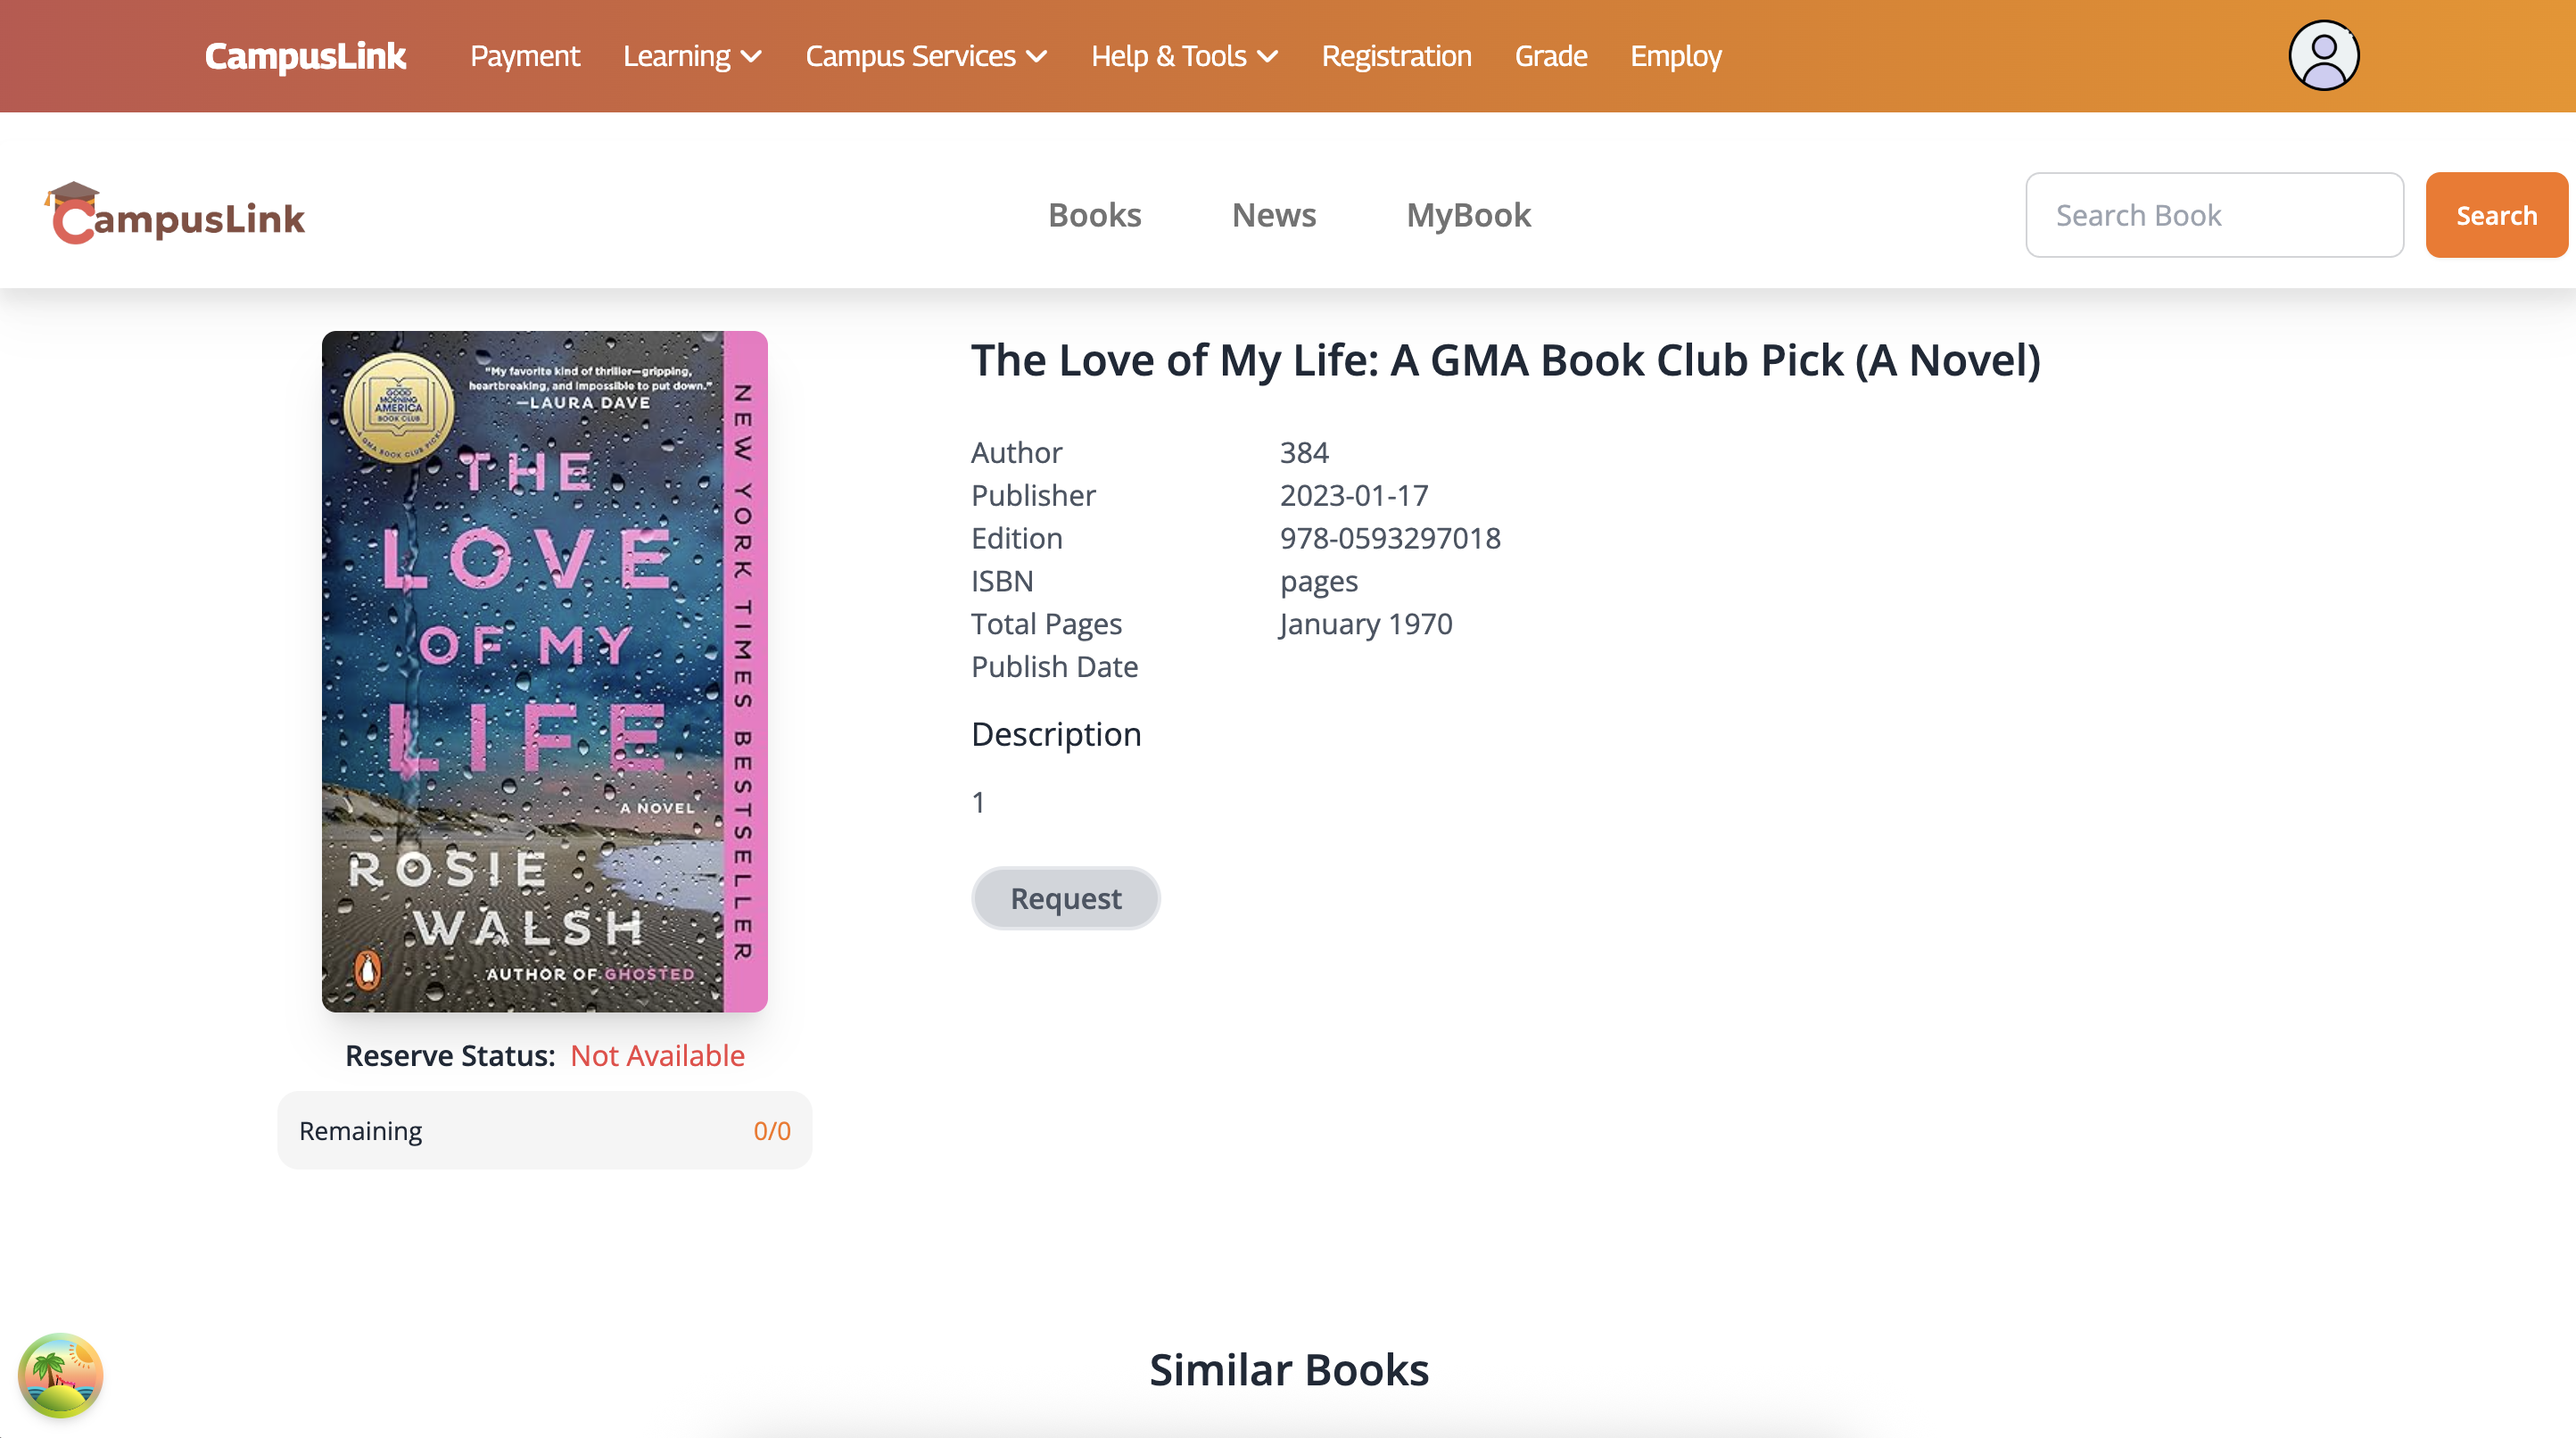 CampusLink Payment Learning Campus Services Help & Tools Registration Grade Employ
CampusLink Books News MyBook Search Book Search
THE
GOOD
MORNING
AMERICA
BOOK CLUB
A GMA BOOK CLUB PICK
"My favorite kind of thriller—gripping,
heartbreaking, and impossible to put down."
—LAURA DAVE
THE
LOVE
OF MY
LIFE
A NOVEL
ROSIE
WALSH
AUTHOR OF GHOSTED
NEW YORK TIMES BESTSELLER
Reserve Status: Not Available
Remaining 0/0
The Love of My Life: A GMA Book Club Pick (A Novel)
Author 384
Publisher 2023-01-17
Edition 978-0593297018
ISBN pages
Total Pages January 1970
Publish Date
Description
1
Request
Similar Books